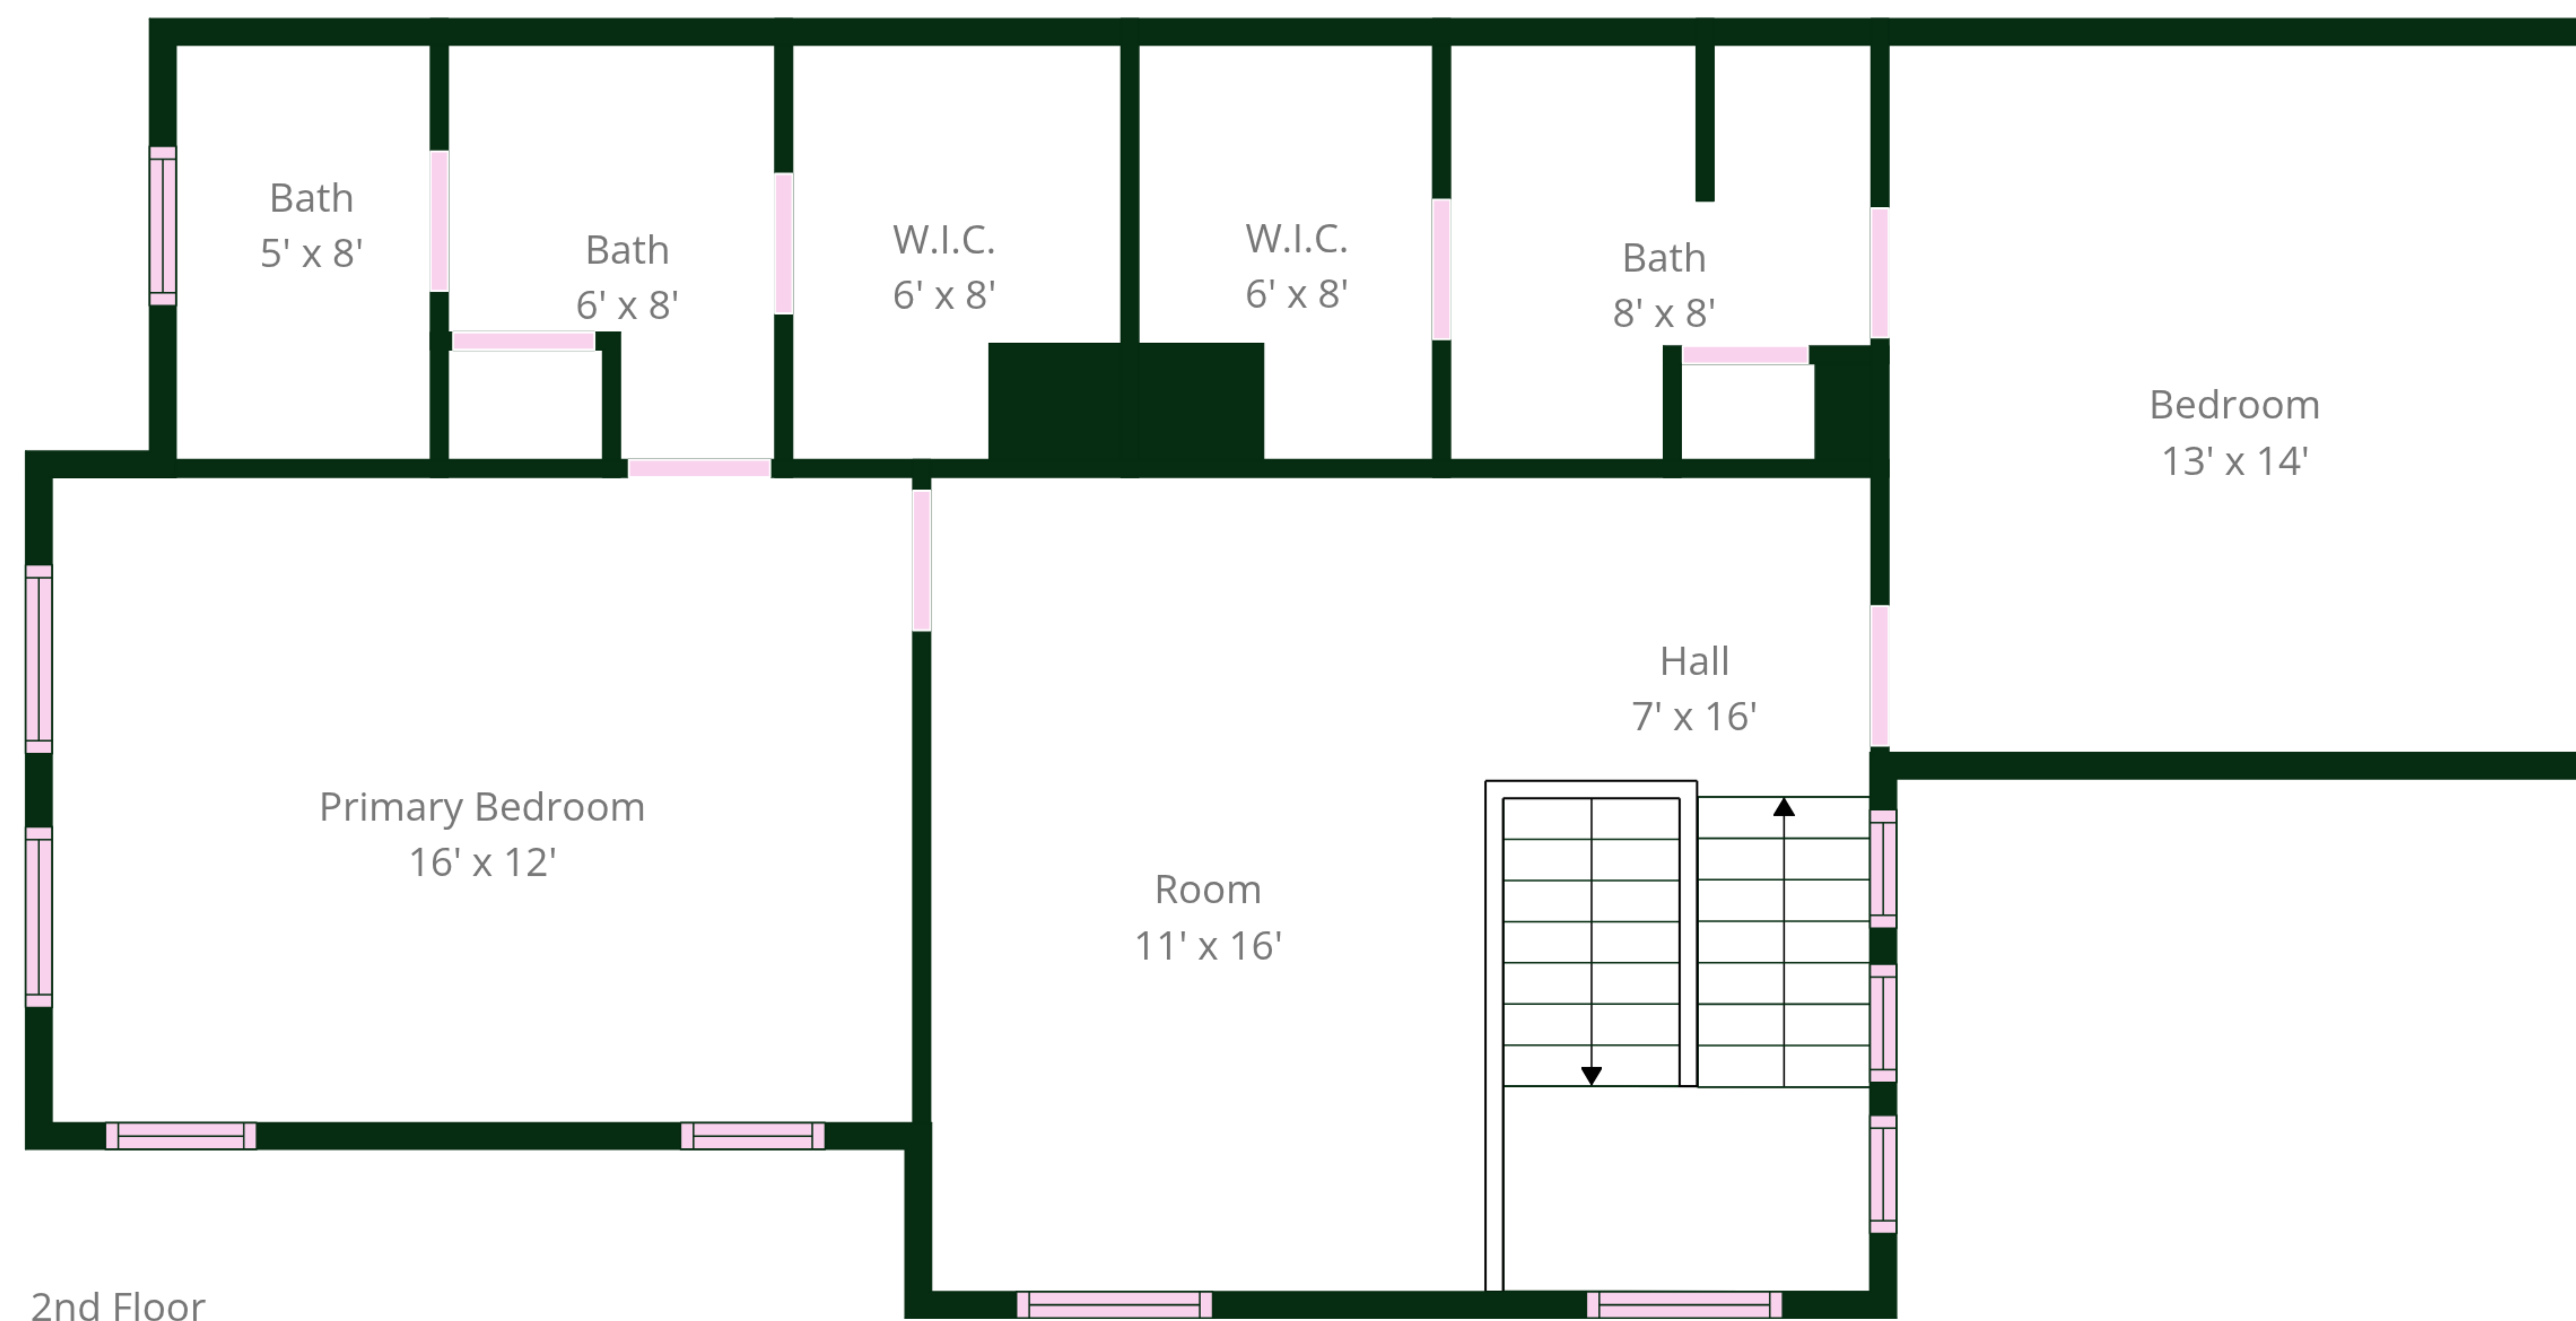 Bath
5' x 8'
Bath
6' x 8'
W.I.C.
6' x 8'
W.I.C.
6' x 8'
Bath
8' x 8'
Bedroom
13' x 14'
Hall
7' x 16'
Primary Bedroom
16' x 12'
Room
11' x 16'
2nd Floor